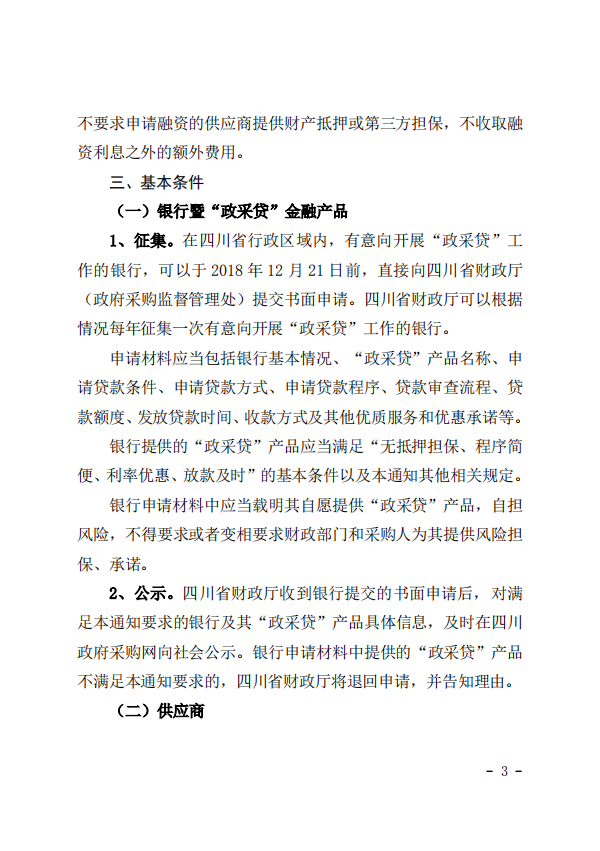 不要求申请融资的供应商提供财产抵押或第三方担保，不收取融
资利息之外的额外费用。
三、基本条件
（一）银行暨“政采贷”金融产品
1、征集。在四川省行政区域内，有意向开展“政采贷”工
作的银行，可以于 2018 年 12 月 21 日前，直接向四川省财政厅
（政府采购监督管理处）提交书面申请。四川省财政厅可以根据
情况每年征集一次有意向开展“政采贷”工作的银行。
申请材料应当包括银行基本情况、“政采贷”产品名称、申
请贷款条件、申请贷款方式、申请贷款程序、贷款审查流程、贷
款额度、发放贷款时间、收款方式及其他优质服务和优惠承诺等。
银行提供的“政采贷”产品应当满足“无抵押担保、程序简
便、利率优惠、放款及时”的基本条件以及本通知其他相关规定。
银行申请材料中应当载明其自愿提供“政采贷”产品，自担
风险，不得要求或者变相要求财政部门和采购人为其提供风险担
保、承诺。
2、公示。四川省财政厅收到银行提交的书面申请后，对满
足本通知要求的银行及其“政采贷”产品具体信息，及时在四川
政府采购网向社会公示。银行申请材料中提供的“政采贷”产品
不满足本通知要求的，四川省财政厅将退回申请，并告知理由。
（二）供应商
- 3 -